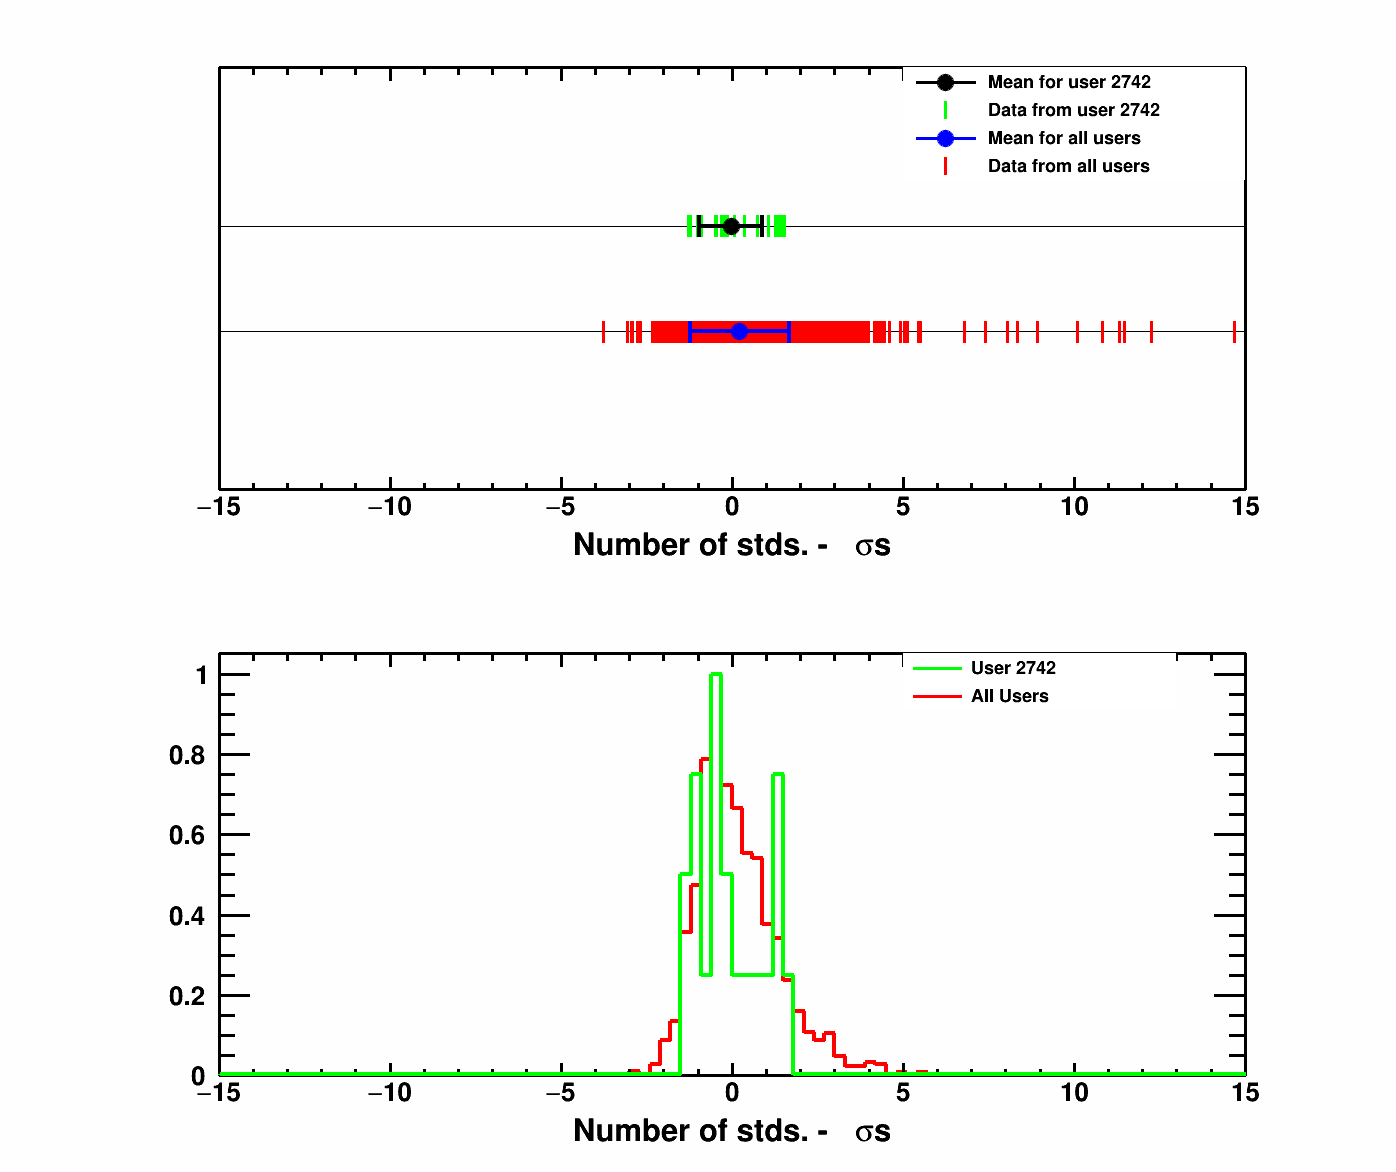 Mean for user 2742
Data from user 2742
Mean for all users
Data from all users
−15 −10 −5 0 5 10 15
Number of stds. - σs
User 2742
All Users
1
0.8
0.6
0.4
0.2
0
−15 −10 −5 0 5 10 15
Number of stds. - σs